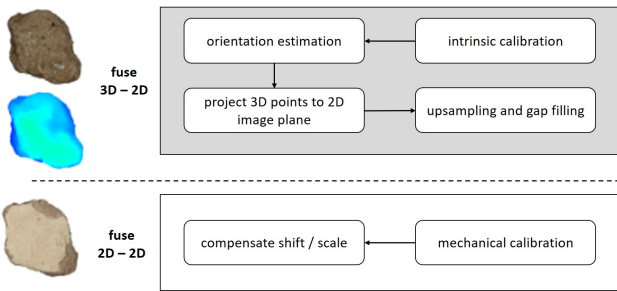 fuse
3D – 2D
orientation estimation
intrinsic calibration
project 3D points to 2D
image plane
upsampling and gap filling
fuse
2D – 2D
compensate shift / scale
mechanical calibration